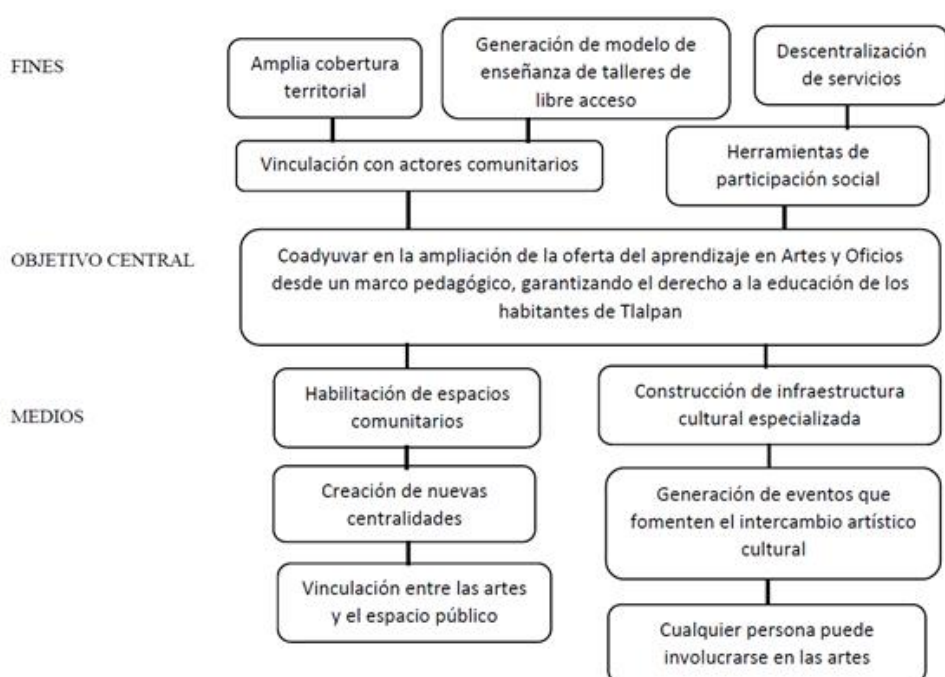 FINES
Amplia cobertura
territorial
Generación de modelo de
enseñanza de talleres de
libre acceso
Descentralización
de servicios
Vinculación con actores comunitarios
Herramientas de
participación social
OBJETIVO CENTRAL
Coadyuvar en la ampliación de la oferta del aprendizaje en Artes y Oficios
desde un marco pedagógico, garantizando el derecho a la educación de los
habitantes de Tlalpan
MEDIOS
Habilitación de espacios
comunitarios
Construcción de infraestructura
cultural especializada
Creación de nuevas
centralidades
Generación de eventos que
fomenten el intercambio artístico
cultural
Vinculación entre las artes
y el espacio público
Cualquier persona puede
involucrarse en las artes